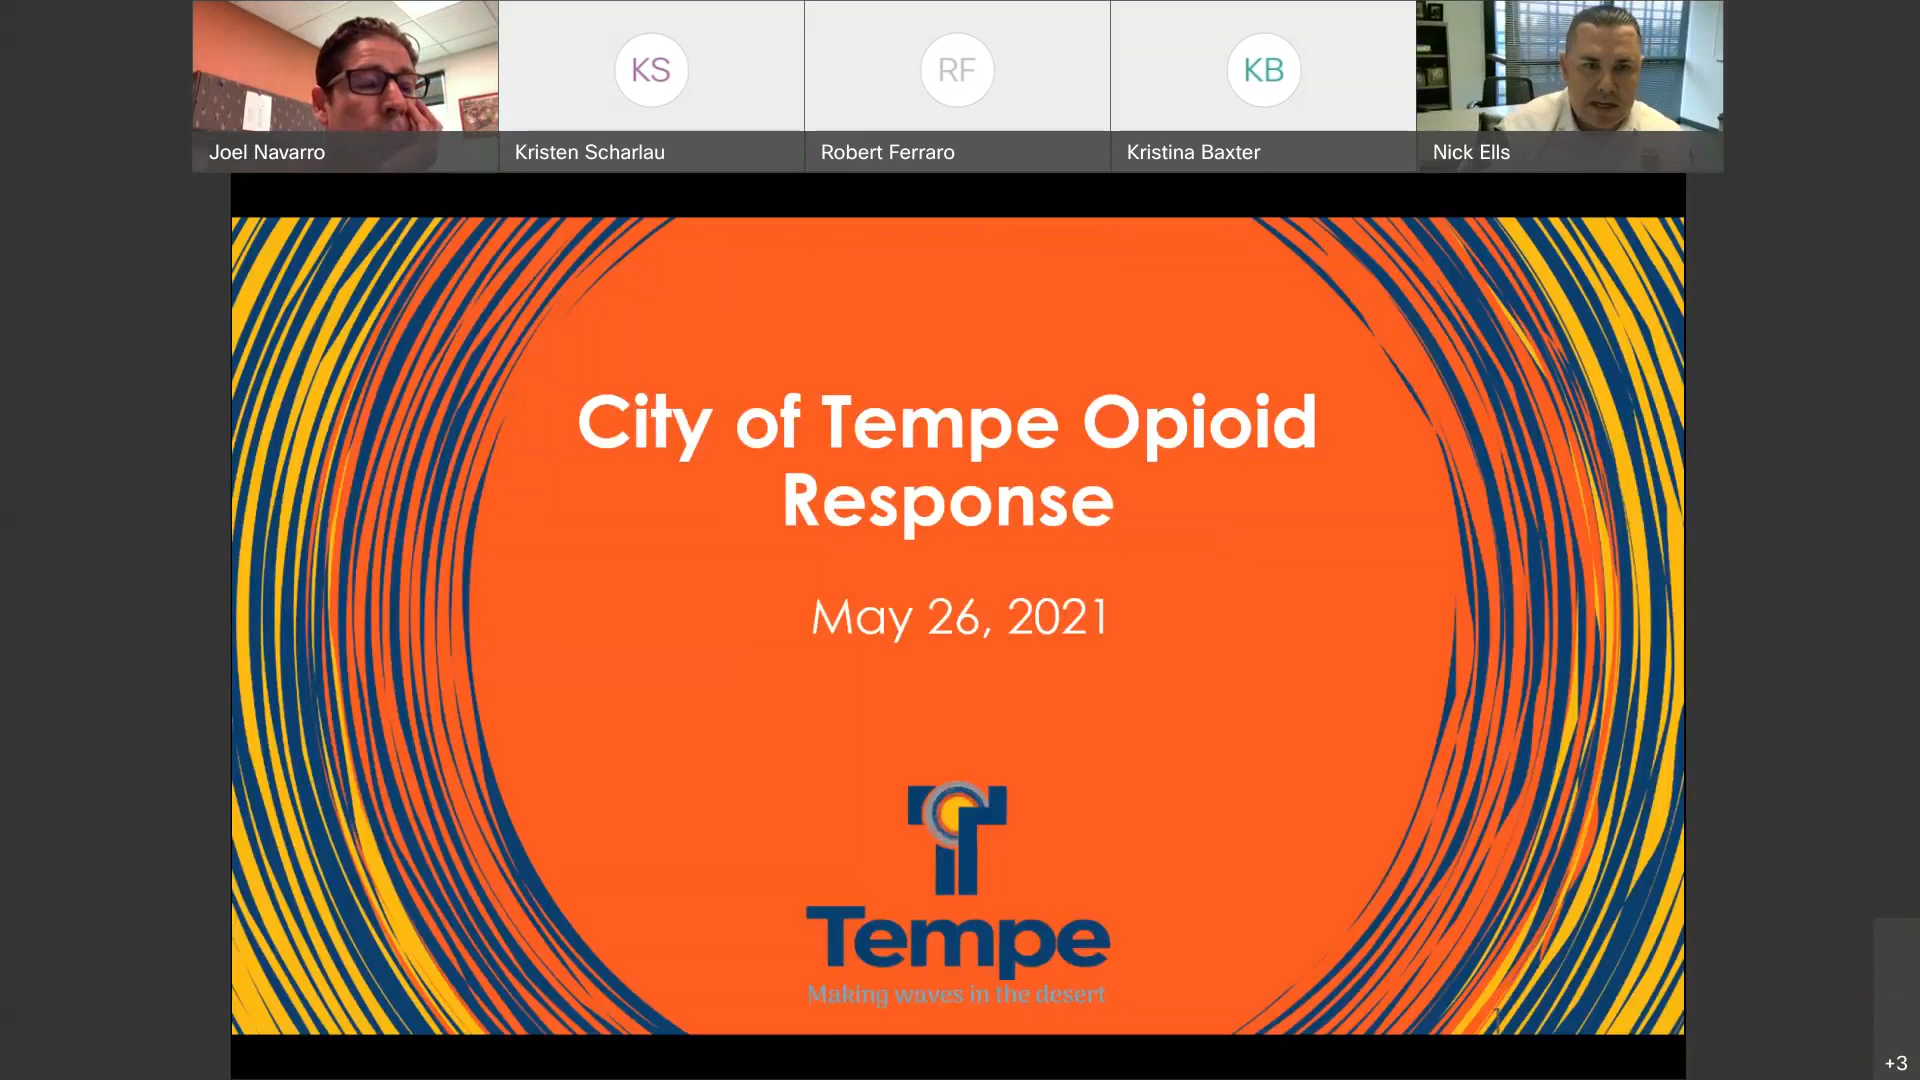 KS
RF
KB
Joel Navarro
Kristen Scharlau
Robert Ferraro
Kristina Baxter
Nick Ells
City of Tempe Opioid
Response
May 26, 2021
Tempe
Making waves in the desert
+3